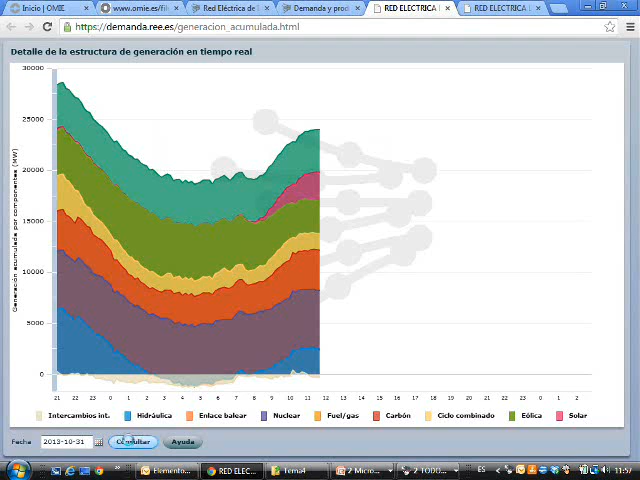 Inicio | OMIE
www.omie.es/fil
Red Eléctrica de
Demanda y prod
RED ELECTRICA
RED ELECTRICA
https://demanda.ree.es/generacion_acumulada.html
Detalle de la estructura de generación en tiempo real
Generación acumulada por componentes (MW)
30000
25000
20000
15000
10000
5000
0
21 22 23 0 1 2 3 4 5 6 7 8 9 10 11 12 13 14 15 16 17 18 19 20 21 22 23 0 1 2
Intercambios int. Hidráulica Enlace balear Nuclear Fuel/gas Carbón Ciclo combinado Eólica Solar
Fecha 2013-10-31 Consultar Ayuda
Elemento... RED ELEC... Tema4 2 Micro... 2 TODO... ES 11:57